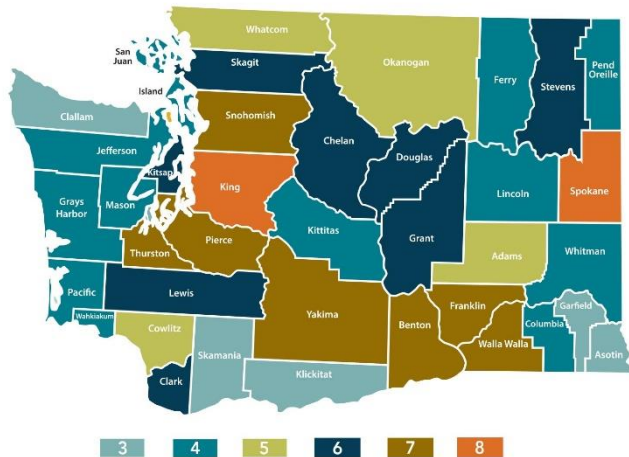 Whatcom
San
Juan
Skagit
Okanogan
Ferry
Stevens
Pend
Oreille
Island
Clallam
Snohomish
Chelan
Douglas
Jefferson
Kitsap
King
Lincoln
Spokane
Grays
Harbor
Mason
Kittitas
Grant
Adams
Whitman
Thurston
Pierce
Pacific
Lewis
Yakima
Franklin
Garfield
Wahkiakum
Benton
Columbia
Cowlitz
Skamania
Walla Walla
Asotin
Clark
Klickitat
3 4 5 6 7 8